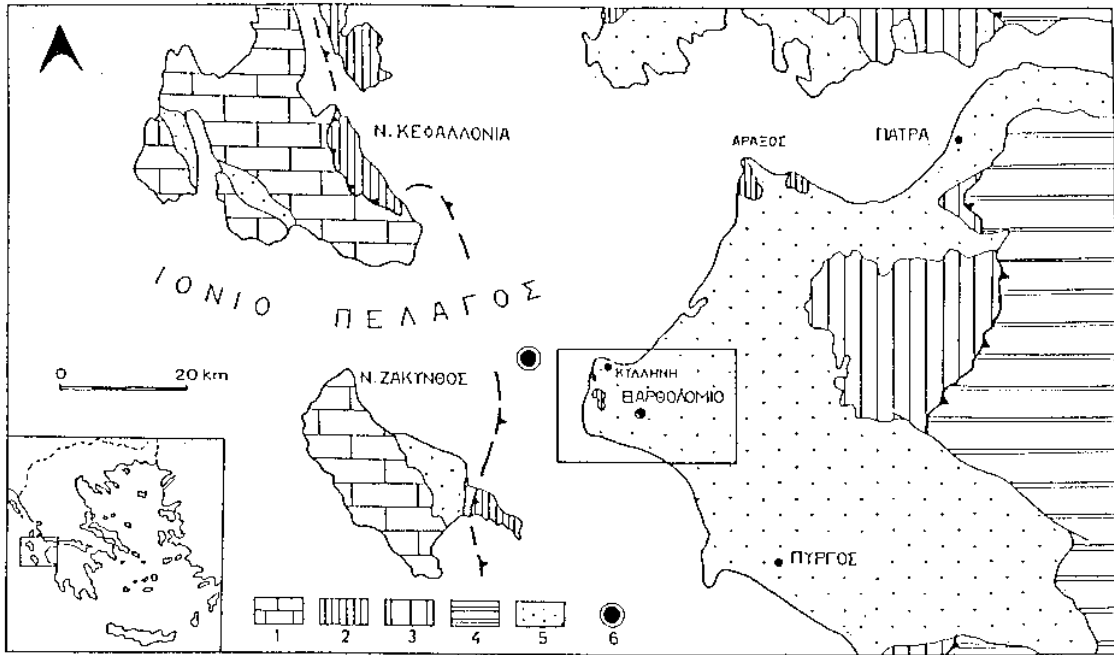 Ν. ΚΕΦΑΛΛΟΝΙΑ
ΑΡΑΞΟΣ
ΠΑΤΡΑ
ΙΟΝΙΟ ΠΕΛΑΓΟΣ
0 20 km
Ν. ΖΑΚΥΝΘΟΣ
ΚΥΛΛΗΝΗ
ΒΑΡΘΟΛΟΜΙΟ
ΠΥΡΓΟΣ
1 2 3 4 5 6